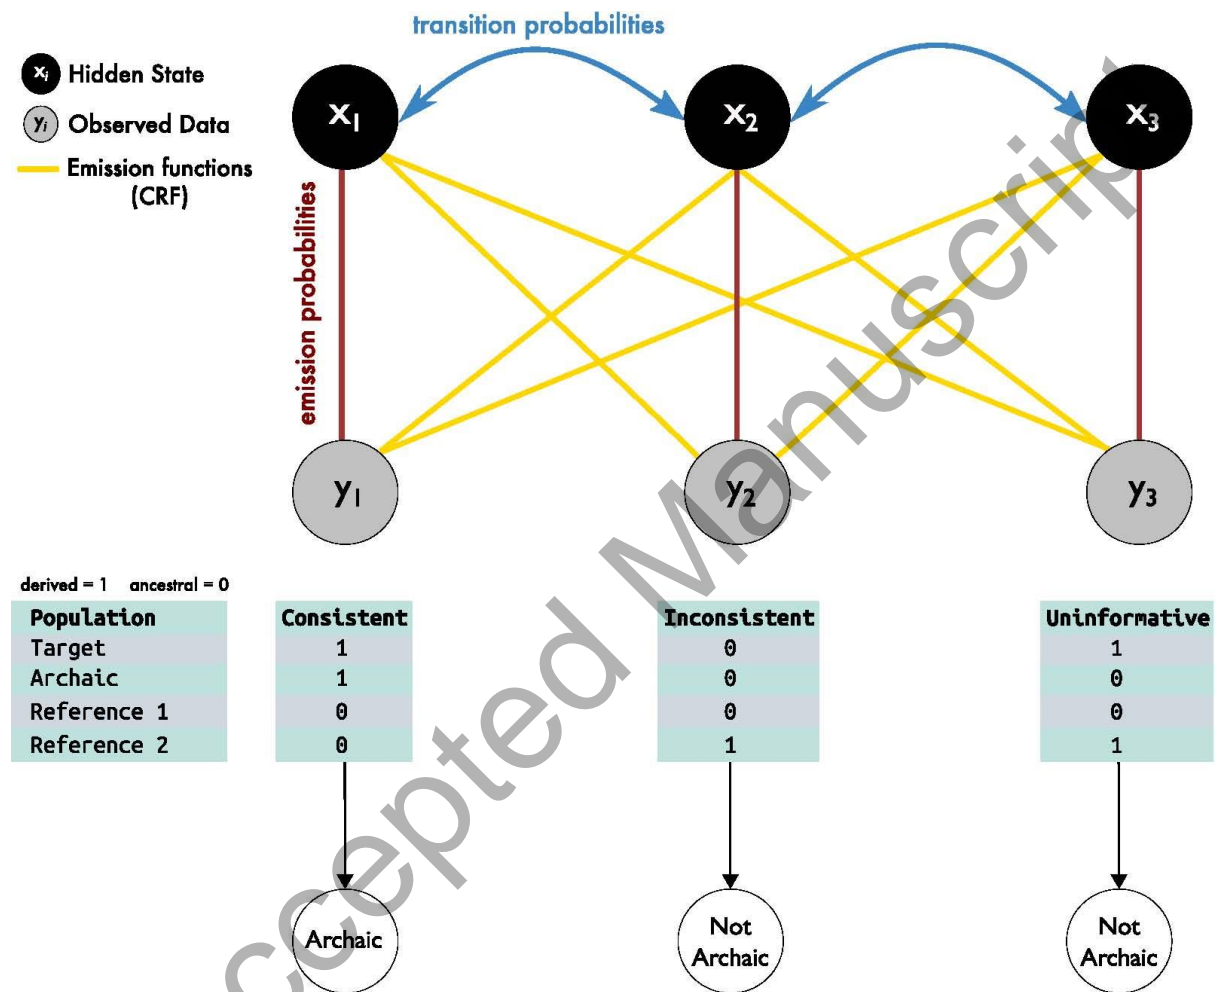 transition probabilities
xi Hidden State
yi Observed Data
Emission functions
(CRF)
x1
x2
x3
emission probabilities
y1
y2
y3
derived = 1 ancestral = 0
Population Consistent Inconsistent Uninformative
Target 1 0 1
Archaic 1 0 0
Reference 1 0 0 0
Reference 2 0 1 1
Archaic
Not
Archaic
Not
Archaic
ccepted Manuscript